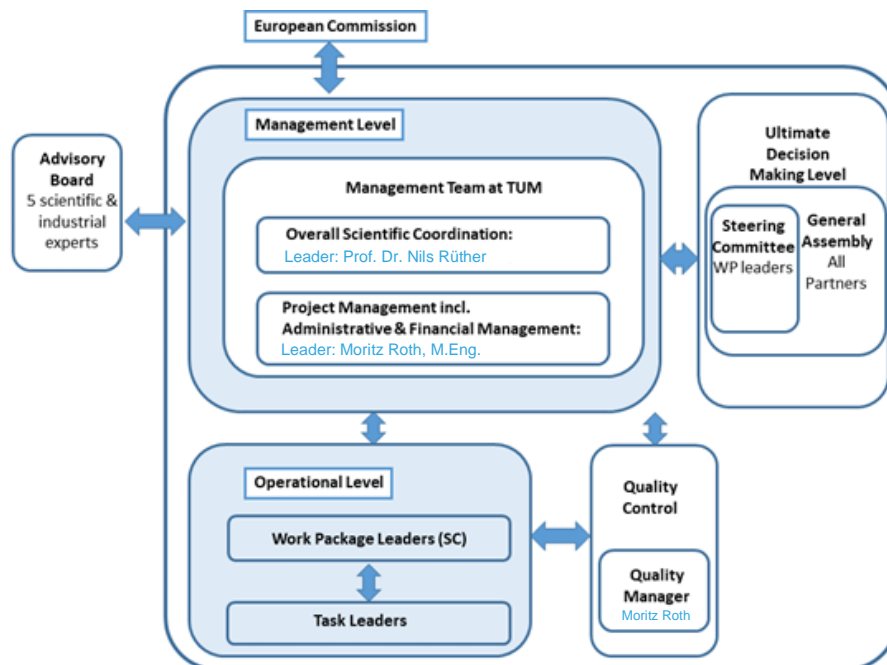 European Commission
Management Level
Advisory
Board
5 scientific &
industrial
experts
Management Team at TUM
Overall Scientific Coordination:
Leader: Prof. Dr. Nils Rüther
Project Management incl.
Administrative & Financial Management:
Leader: Moritz Roth, M.Eng.
Ultimate
Decision
Making Level
Steering
Committee
WP leaders
General
Assembly
All
Partners
Operational Level
Work Package Leaders (SC)
Task Leaders
Quality
Control
Quality
Manager
Moritz Roth